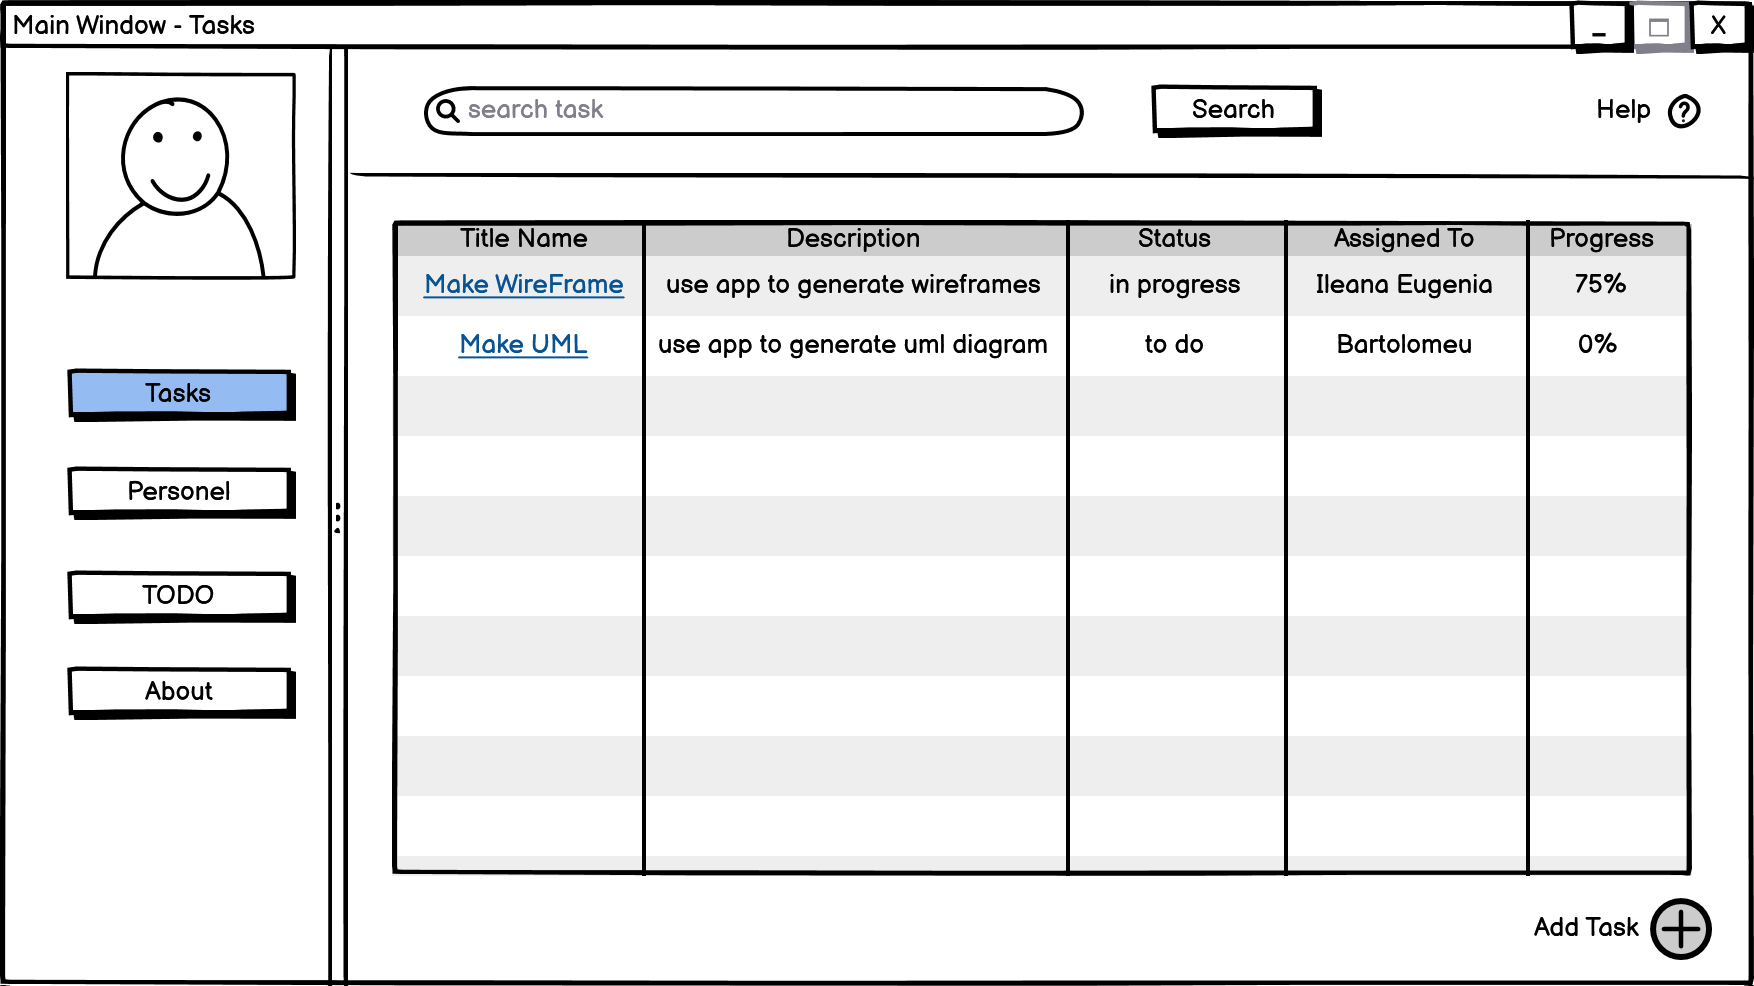 Main Window - Tasks
X
search task
Search
Help ?
Tasks
Personel
TODO
About
Title Name Description Status Assigned To Progress
Make WireFrame use app to generate wireframes in progress Ileana Eugenia 75%
Make UML use app to generate uml diagram to do Bartolomeu 0%
Add Task